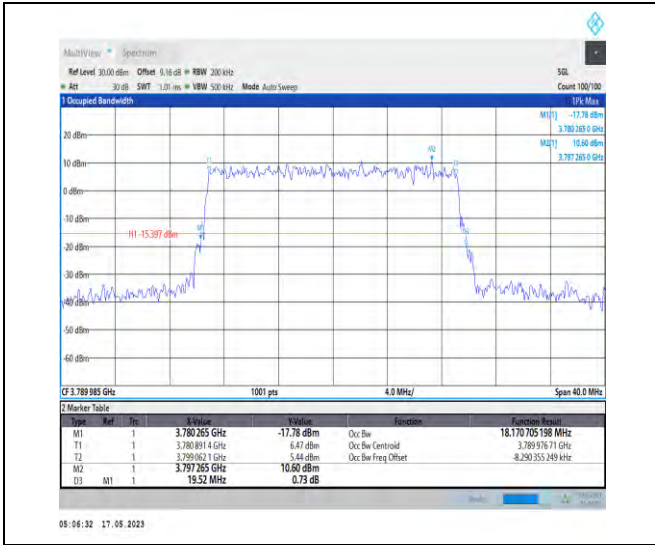 MultiView Spectrum
Ref Level 30.00 dBm Offset 9.16 dB RBW 200 kHz SGL
Att 30 dB SWT 1.01 ms VBW 500 kHz Mode Auto Sweep Count 100/100
1 Occupied Bandwidth 1Pk Max
M1[1] -17.78 dBm
3.780 265 0 GHz
20 dBm M2[1] 10.60 dBm
M2 3.797 265 0 GHz
T1
10 dBm
0 dBm
-10 dBm
H1 -15.397 dBm
-20 dBm
-30 dBm
-40 dBm
-50 dBm
-60 dBm
CF 3.789 985 GHz 1001 pts 4.0 MHz/ Span 40.0 MHz
2 Marker Table
Type Ref Trc X-Value Y-Value Function Function Result
M1 1 3.780 265 GHz -17.78 dBm Occ Bw 18.170 705 198 MHz
T1 1 3.780 891 4 GHz 6.47 dBm Occ Bw Centroid 3.789 976 71 GHz
T2 1 3.799 062 1 GHz 5.44 dBm Occ Bw Freq Offset -8.290 355 249 kHz
M2 1 3.797 265 GHz 10.60 dBm
D3 M1 1 19.52 MHz 0.73 dB
05:06:32 17.05.2023